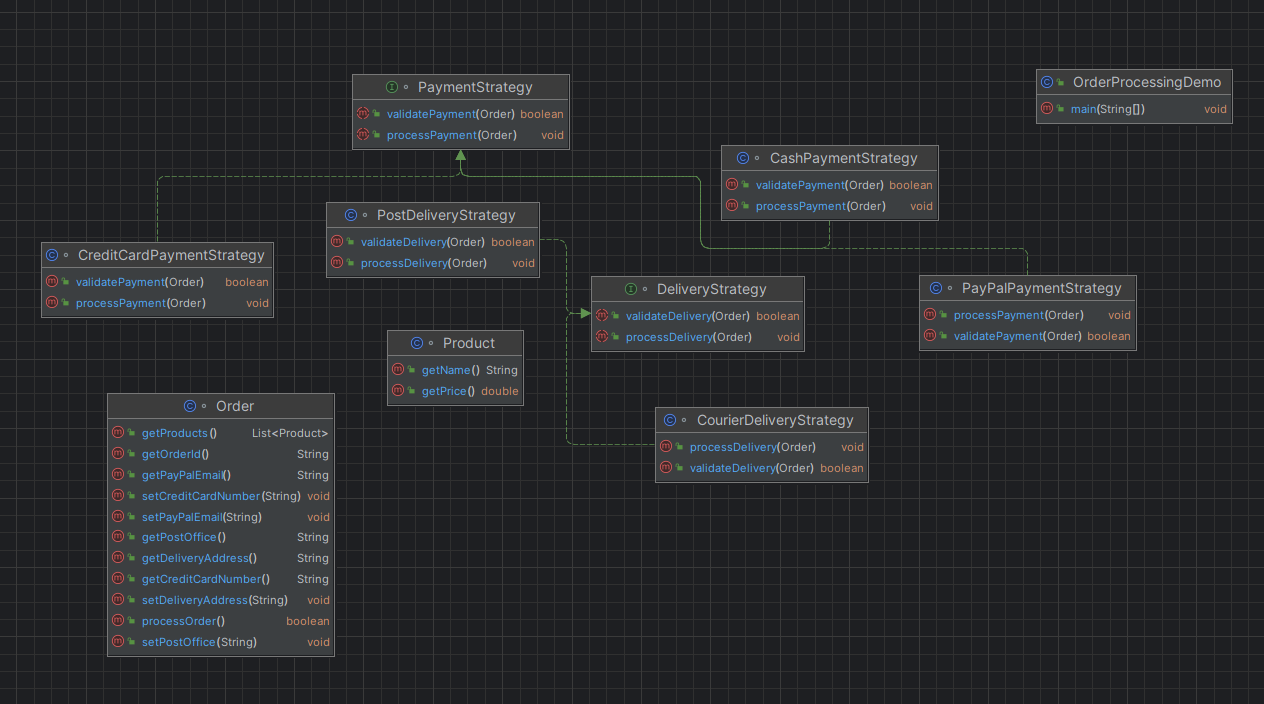 PaymentStrategy
validatePayment(Order) boolean
processPayment(Order) void
OrderProcessingDemo
main(String[]) void
CashPaymentStrategy
validatePayment(Order) boolean
processPayment(Order) void
PostDeliveryStrategy
validateDelivery(Order) boolean
processDelivery(Order) void
CreditCardPaymentStrategy
validatePayment(Order) boolean
processPayment(Order) void
DeliveryStrategy
validateDelivery(Order) boolean
processDelivery(Order) void
PayPalPaymentStrategy
processPayment(Order) void
validatePayment(Order) boolean
Product
getName() String
getPrice() double
Order
getProducts() List<Product>
getOrderId() String
getPayPalEmail() String
setCreditCardNumber(String) void
setPayPalEmail(String) void
getPostOffice() String
getDeliveryAddress() String
getCreditCardNumber() String
setDeliveryAddress(String) void
processOrder() boolean
setPostOffice(String) void
CourierDeliveryStrategy
processDelivery(Order) void
validateDelivery(Order) boolean